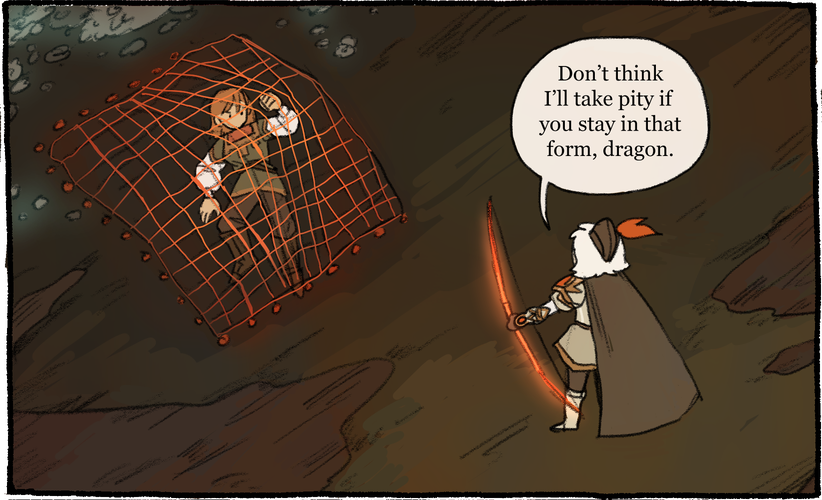 Don't think
I'll take pity if
you stay in that
form, dragon.